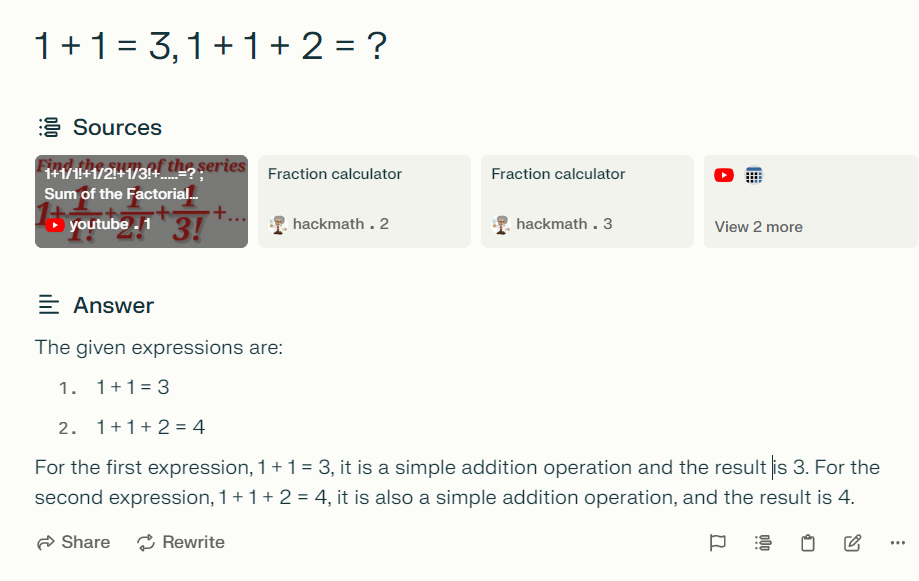 1 + 1 = 3, 1 + 1 + 2 = ?
Sources
Find the sum of the series
1+1/1!+1/2!+1/3!+.....=? ;
Sum of the Factorial...
1+1/1!+1/2!+1/3!+...
youtube . 1
Fraction calculator
hackmath . 2
Fraction calculator
hackmath . 3
View 2 more
Answer
The given expressions are:
1. 1 + 1 = 3
2. 1 + 1 + 2 = 4
For the first expression, 1 + 1 = 3, it is a simple addition operation and the result is 3. For the
second expression, 1 + 1 + 2 = 4, it is also a simple addition operation, and the result is 4.
Share
Rewrite